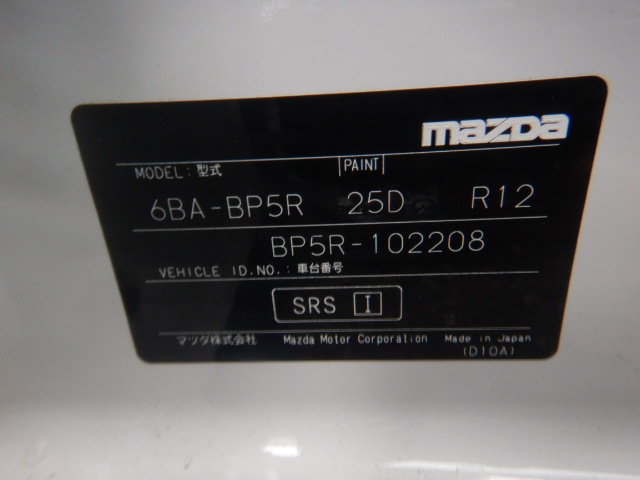 mazda
MODEL: 型式 PAINT
6BA-BP5R 25D R12
BP5R-102208
VEHICLE ID.NO.: 車台番号
SRS I
マツダ株式会社 Mazda Motor Corporation Made in Japan
(D10A)